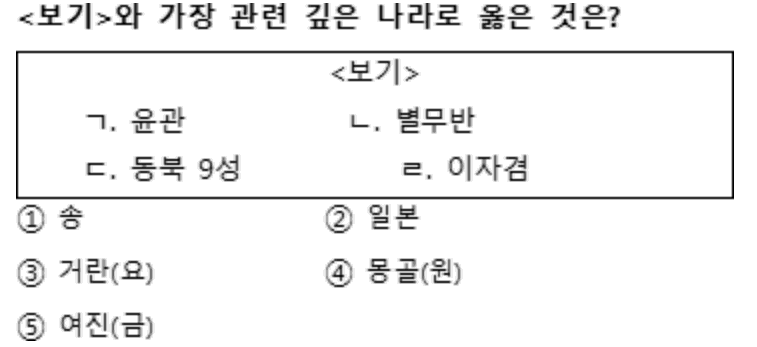 <보기>와 가장 관련 깊은 나라로 옳은 것은?
<보기>
ㄱ. 윤관 ㄴ. 별무반
ㄷ. 동북 9성 ㄹ. 이자겸
① 송 ② 일본
③ 거란(요) ④ 몽골(원)
⑤ 여진(금)